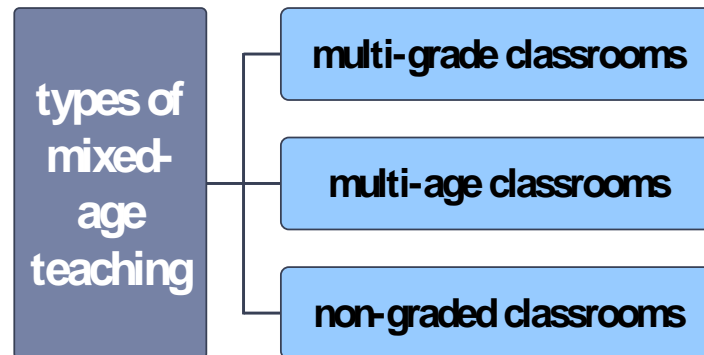 types of
mixed-
age
teaching
multi-grade classrooms
multi-age classrooms
non-graded classrooms